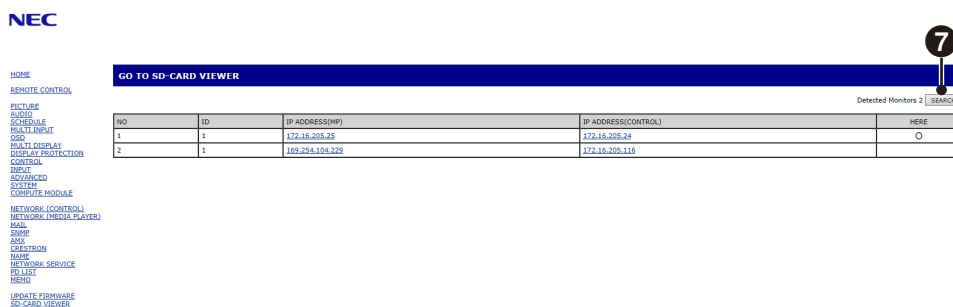 NEC
7
HOME
REMOTE CONTROL
PICTURE
AUDIO
SCHEDULE
MULTI INPUT
OSD
MULTI DISPLAY
DISPLAY PROTECTION
CONTROL
INPUT
ADVANCED
SYSTEM
COMPUTE MODULE
NETWORK (CONTROL)
NETWORK (MEDIA PLAYER)
MAIL
SNMP
AMX
CRESTRON
NAME
NETWORK SERVICE
PD LIST
MEMO
UPDATE FIRMWARE
SD-CARD VIEWER
GO TO SD-CARD VIEWER
Detected Monitors 2 SEARCH
NO ID IP ADDRESS(MP) IP ADDRESS(CONTROL) HERE
1 1 172.16.205.25 172.16.205.24 O
2 1 169.254.104.229 172.16.205.116